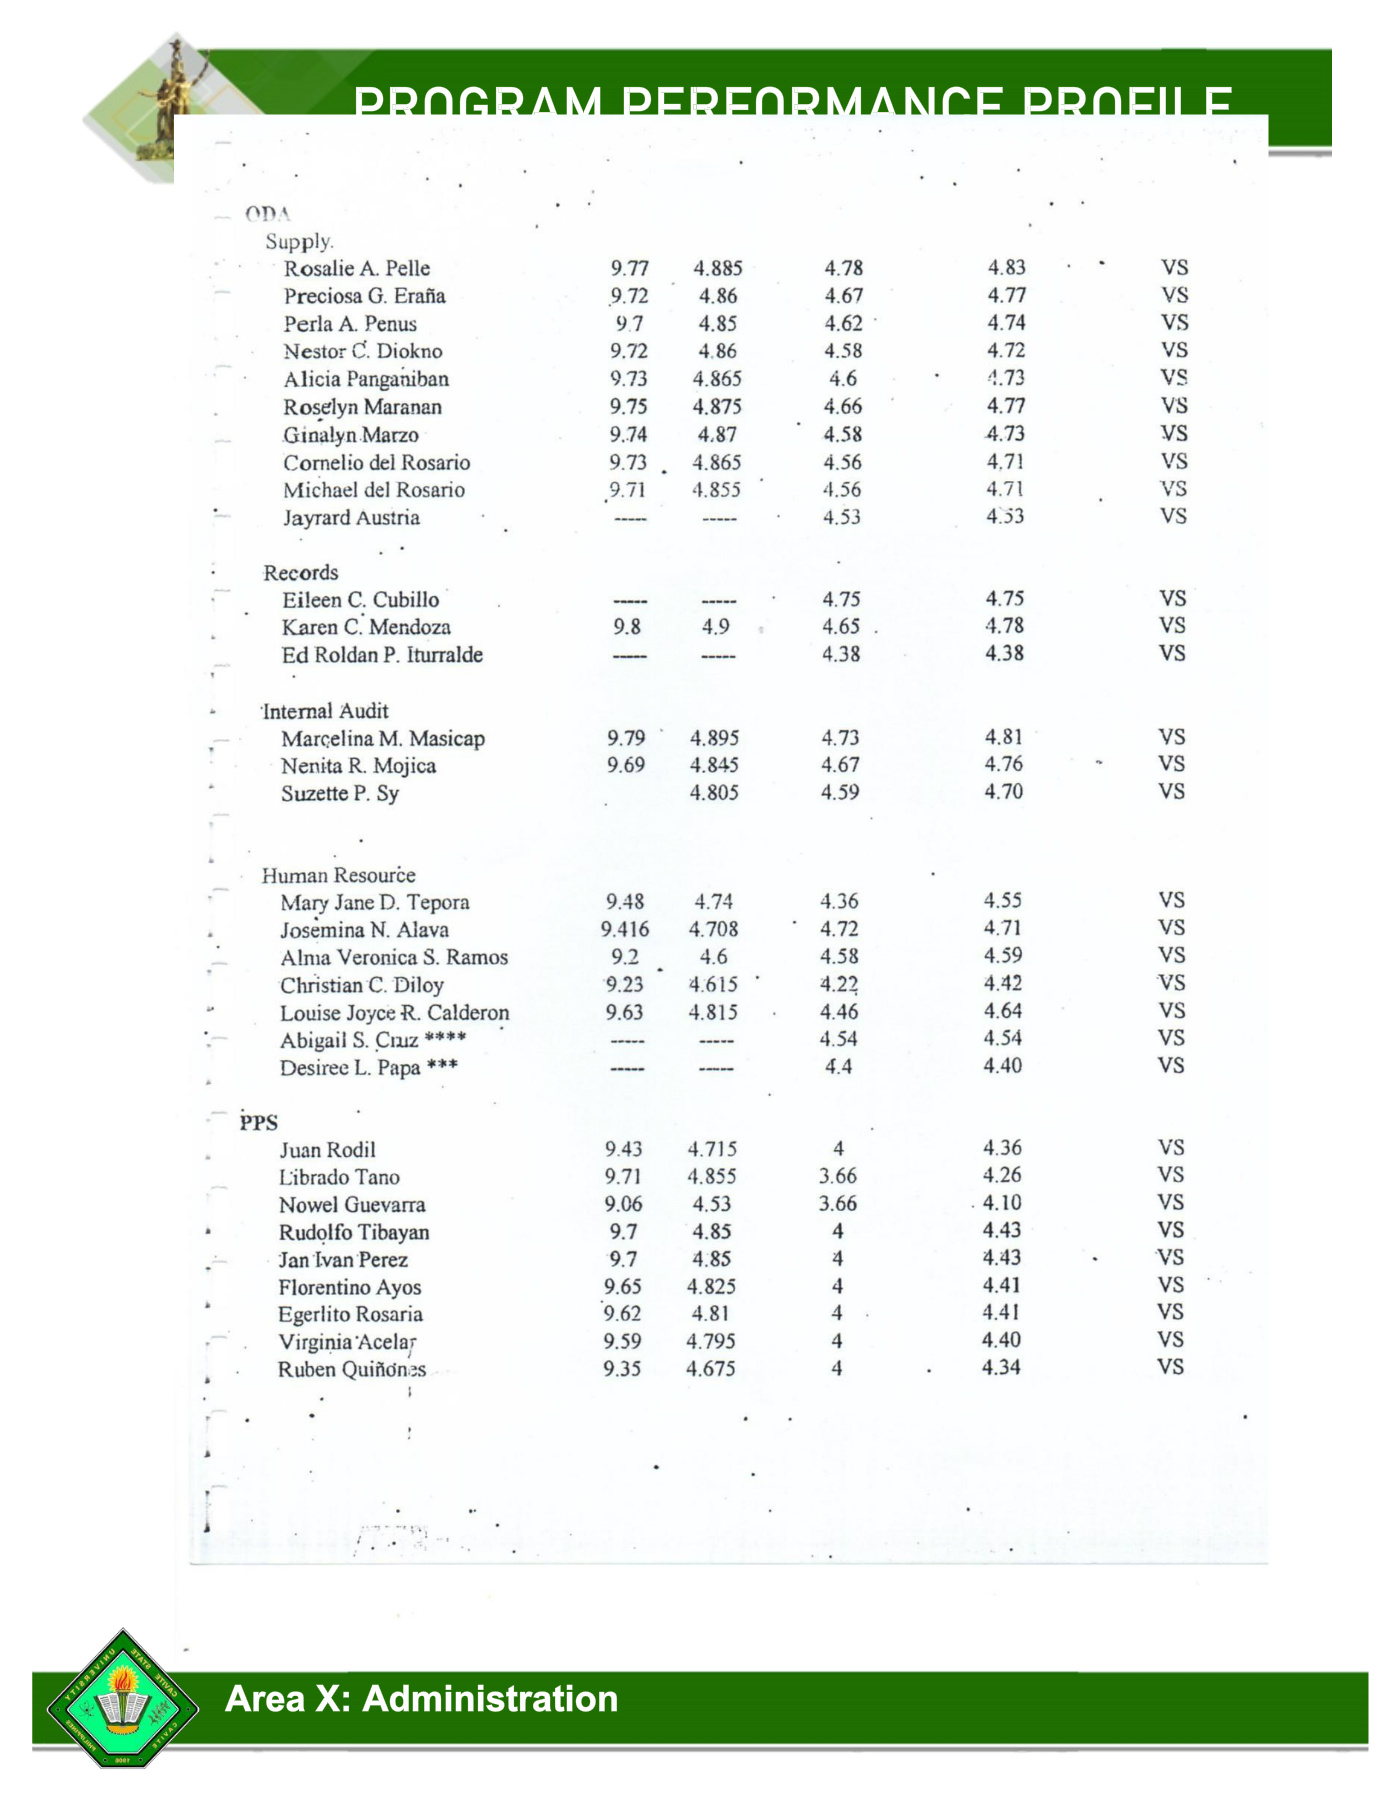 PROGRAM PERFORMANCE PROFILE
ODA
Supply.
Rosalie A. Pelle 9.77 4.885 4.78 4.83 VS
Preciosa G. Eraña 9.72 4.86 4.67 4.77 VS
Perla A. Penus 9.7 4.85 4.62 4.74 VS
Nestor C. Diokno 9.72 4.86 4.58 4.72 VS
Alicia Panganiban 9.73 4.865 4.6 4.73 VS
Roselyn Maranan 9.75 4.875 4.66 4.77 VS
Ginalyn Marzo 9.74 4.87 4.58 4.73 VS
Cornelio del Rosario 9.73 4.865 4.56 4.71 VS
Michael del Rosario 9.71 4.855 4.56 4.71 VS
Jayrard Austria ----- ----- 4.53 4.53 VS
Records
Eileen C. Cubillo ----- ----- 4.75 4.75 VS
Karen C. Mendoza 9.8 4.9 4.65 4.78 VS
Ed Roldan P. Iturralde ----- ----- 4.38 4.38 VS
Internal Audit
Marcelina M. Masicap 9.79 4.895 4.73 4.81 VS
Nenita R. Mojica 9.69 4.845 4.67 4.76 VS
Suzette P. Sy 4.805 4.59 4.70 VS
Human Resource
Mary Jane D. Tepora 9.48 4.74 4.36 4.55 VS
Josemina N. Alava 9.416 4.708 4.72 4.71 VS
Alma Veronica S. Ramos 9.2 4.6 4.58 4.59 VS
Christian C. Diloy 9.23 4.615 4.22 4.42 VS
Louise Joyce R. Calderon 9.63 4.815 4.46 4.64 VS
Abigail S. Cruz **** ----- ----- 4.54 4.54 VS
Desiree L. Papa *** ----- ----- 4.4 4.40 VS
PPS
Juan Rodil 9.43 4.715 4 4.36 VS
Librado Tano 9.71 4.855 3.66 4.26 VS
Nowel Guevarra 9.06 4.53 3.66 4.10 VS
Rudolfo Tibayan 9.7 4.85 4 4.43 VS
Jan Ivan Perez 9.7 4.85 4 4.43 VS
Florentino Ayos 9.65 4.825 4 4.41 VS
Egerlito Rosaria 9.62 4.81 4 4.41 VS
Virginia Acelar 9.59 4.795 4 4.40 VS
Ruben Quiñones 9.35 4.675 4 4.34 VS
CAVITE STATE UNIVERSITY
CAVITE
PHILIPPINES
1906
Area X: Administration